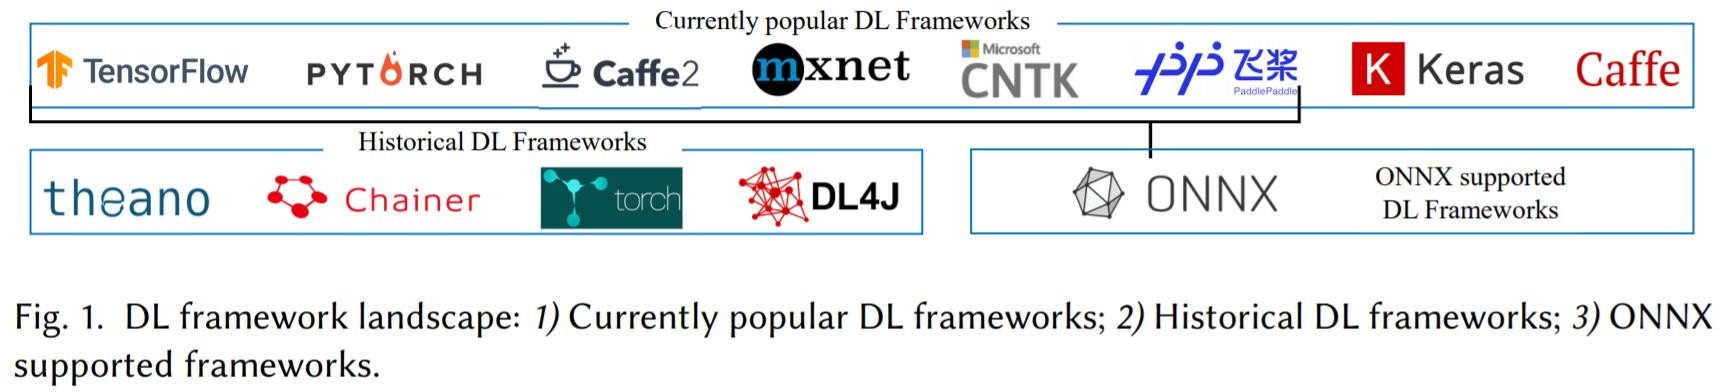 Currently popular DL Frameworks
TensorFlow PYTORCH Caffe2 mxnet Microsoft CNTK 飞桨 PaddlePaddle K Keras Caffe
Historical DL Frameworks
theano Chainer torch DL4J ONNX ONNX supported
DL Frameworks
Fig. 1. DL framework landscape: 1) Currently popular DL frameworks; 2) Historical DL frameworks; 3) ONNX
supported frameworks.